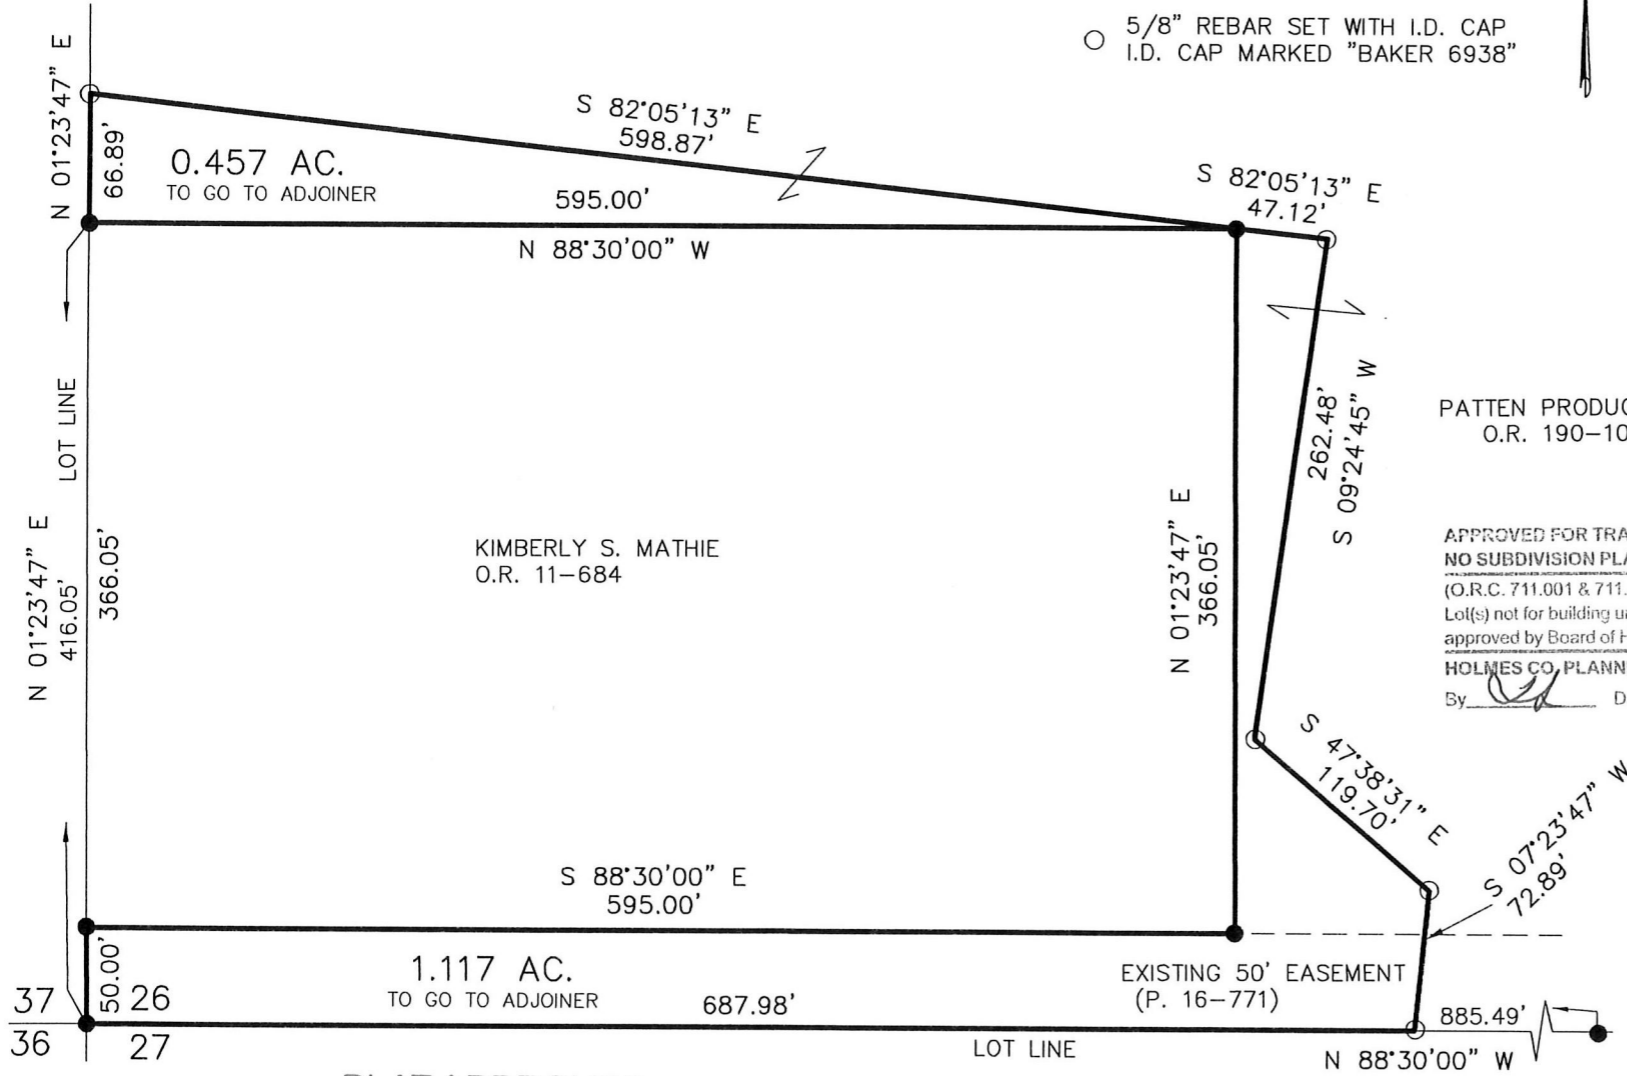 5/8" REBAR SET WITH I.D. CAP
I.D. CAP MARKED "BAKER 6938"
N 01°23'47" E
66.89'
S 82°05'13" E
598.87'
0.457 AC.
TO GO TO ADJOINER
595.00'
N 88°30'00" W
S 82°05'13" E
47.12'
LOT LINE
262.48'
S 09°24'45" W
PATTEN PRODUC
O.R. 190-10
N 01°23'47" E
416.05'
366.05'
KIMBERLY S. MATHIE
O.R. 11-684
N 01°23'47" E
366.05'
APPROVED FOR TRA
NO SUBDIVISION PLA
(O.R.C. 711.001 & 711.
Lot(s) not for building u
approved by Board of H
HOLMES CO. PLANN
By D
S 47°38'31" E
119.70'
S 07°23'47" W
72.89'
S 88°30'00" E
595.00'
50.00'
1.117 AC.
TO GO TO ADJOINER
687.98'
EXISTING 50' EASEMENT
(P. 16-771)
37 26
36 27
885.49'
LOT LINE
N 88°30'00" W